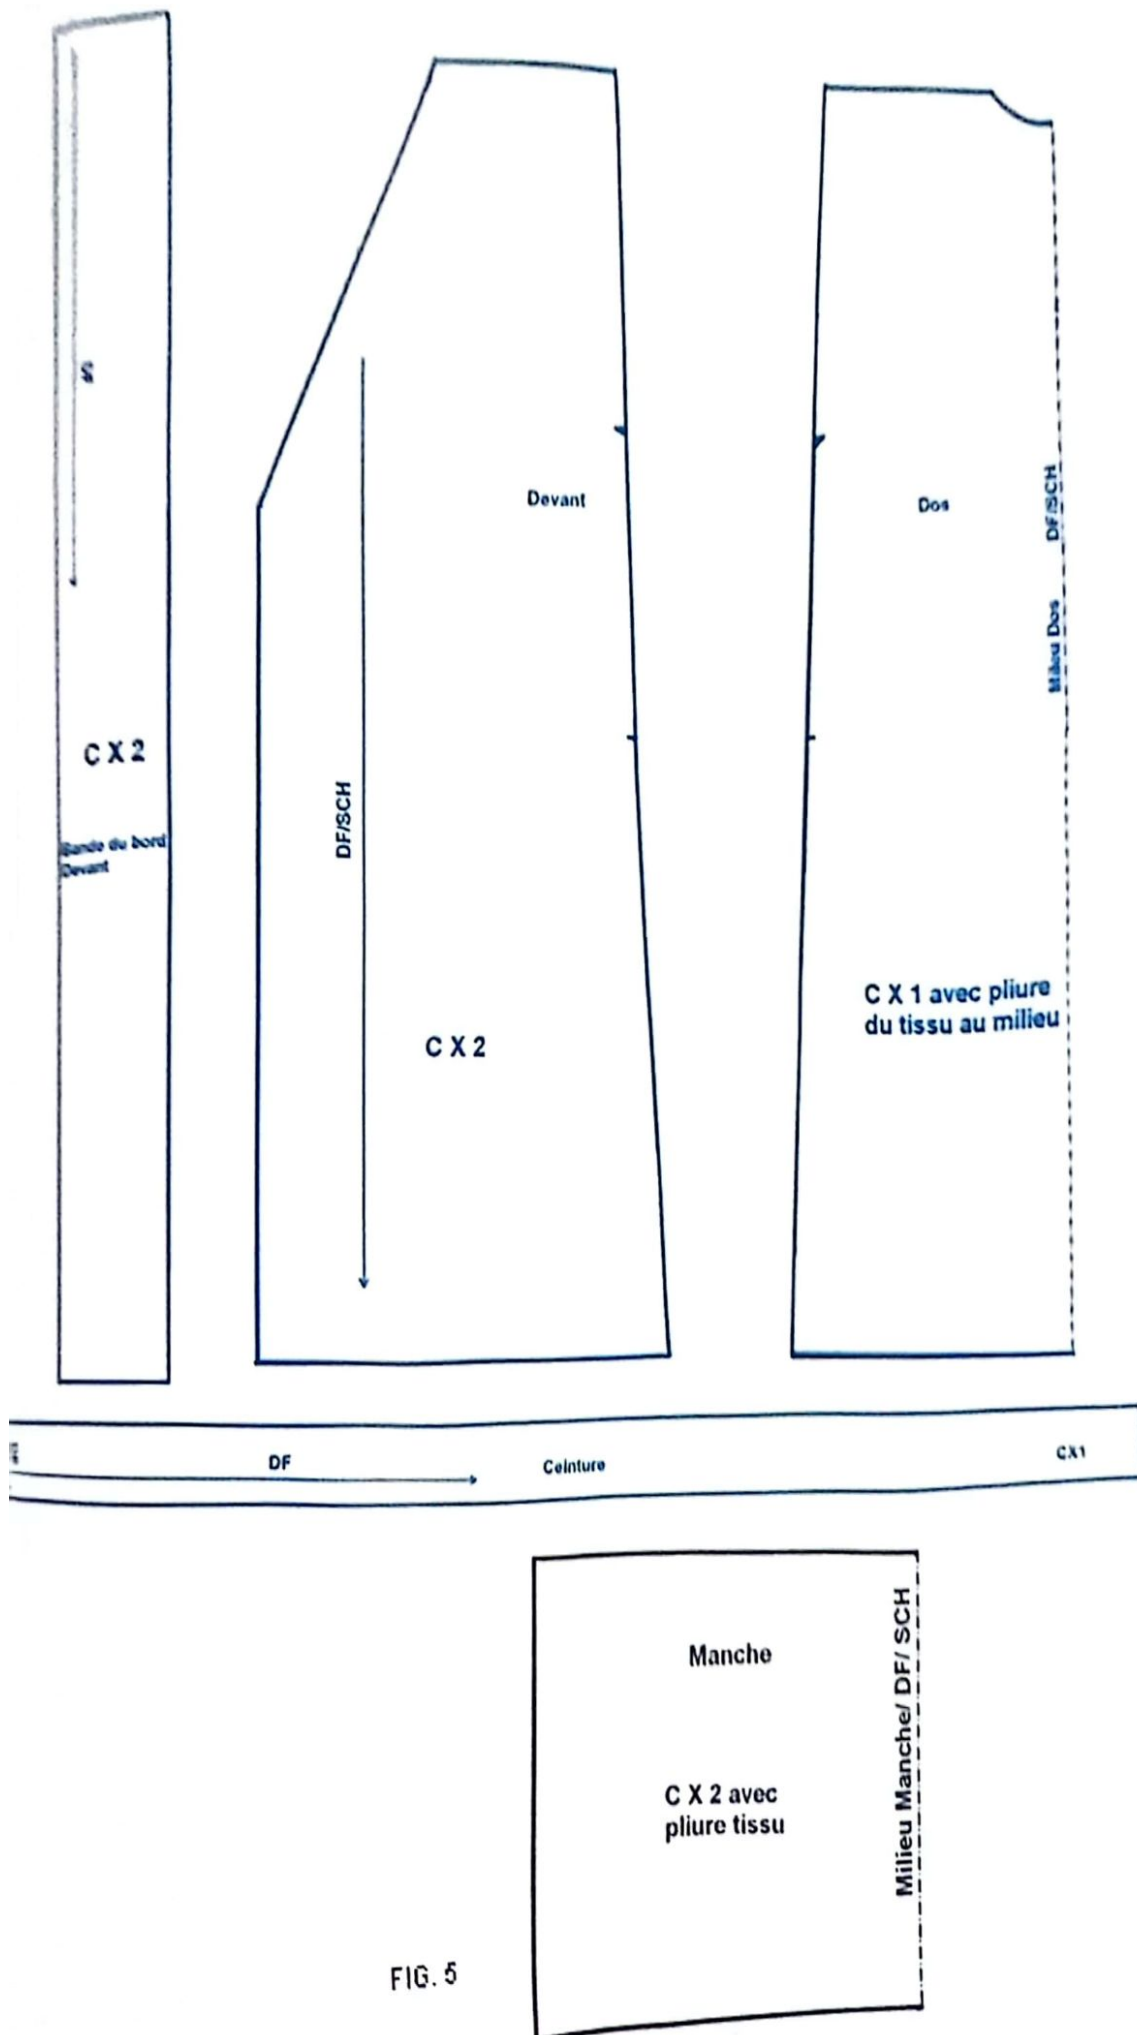 C X 2
Bande du bord
Devant
Devant
DF/SCH
C X 2
Dos
DF/SCH
Milieu Dos
C X 1 avec pliure
du tissu au milieu
DF
Ceinture
CX1
Manche
C X 2 avec
pliure tissu
Milieu Manche/ DF/ SCH
FIG. 5